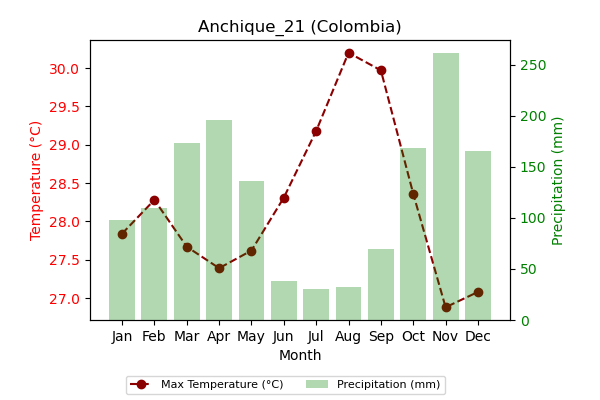 Anchique_21 (Colombia)
Temperature (°C)
30.0
29.5
29.0
28.5
28.0
27.5
27.0
250
200
150
100
50
0
Precipitation (mm)
Jan Feb Mar Apr May Jun Jul Aug Sep Oct Nov Dec
Month
Max Temperature (°C) Precipitation (mm)